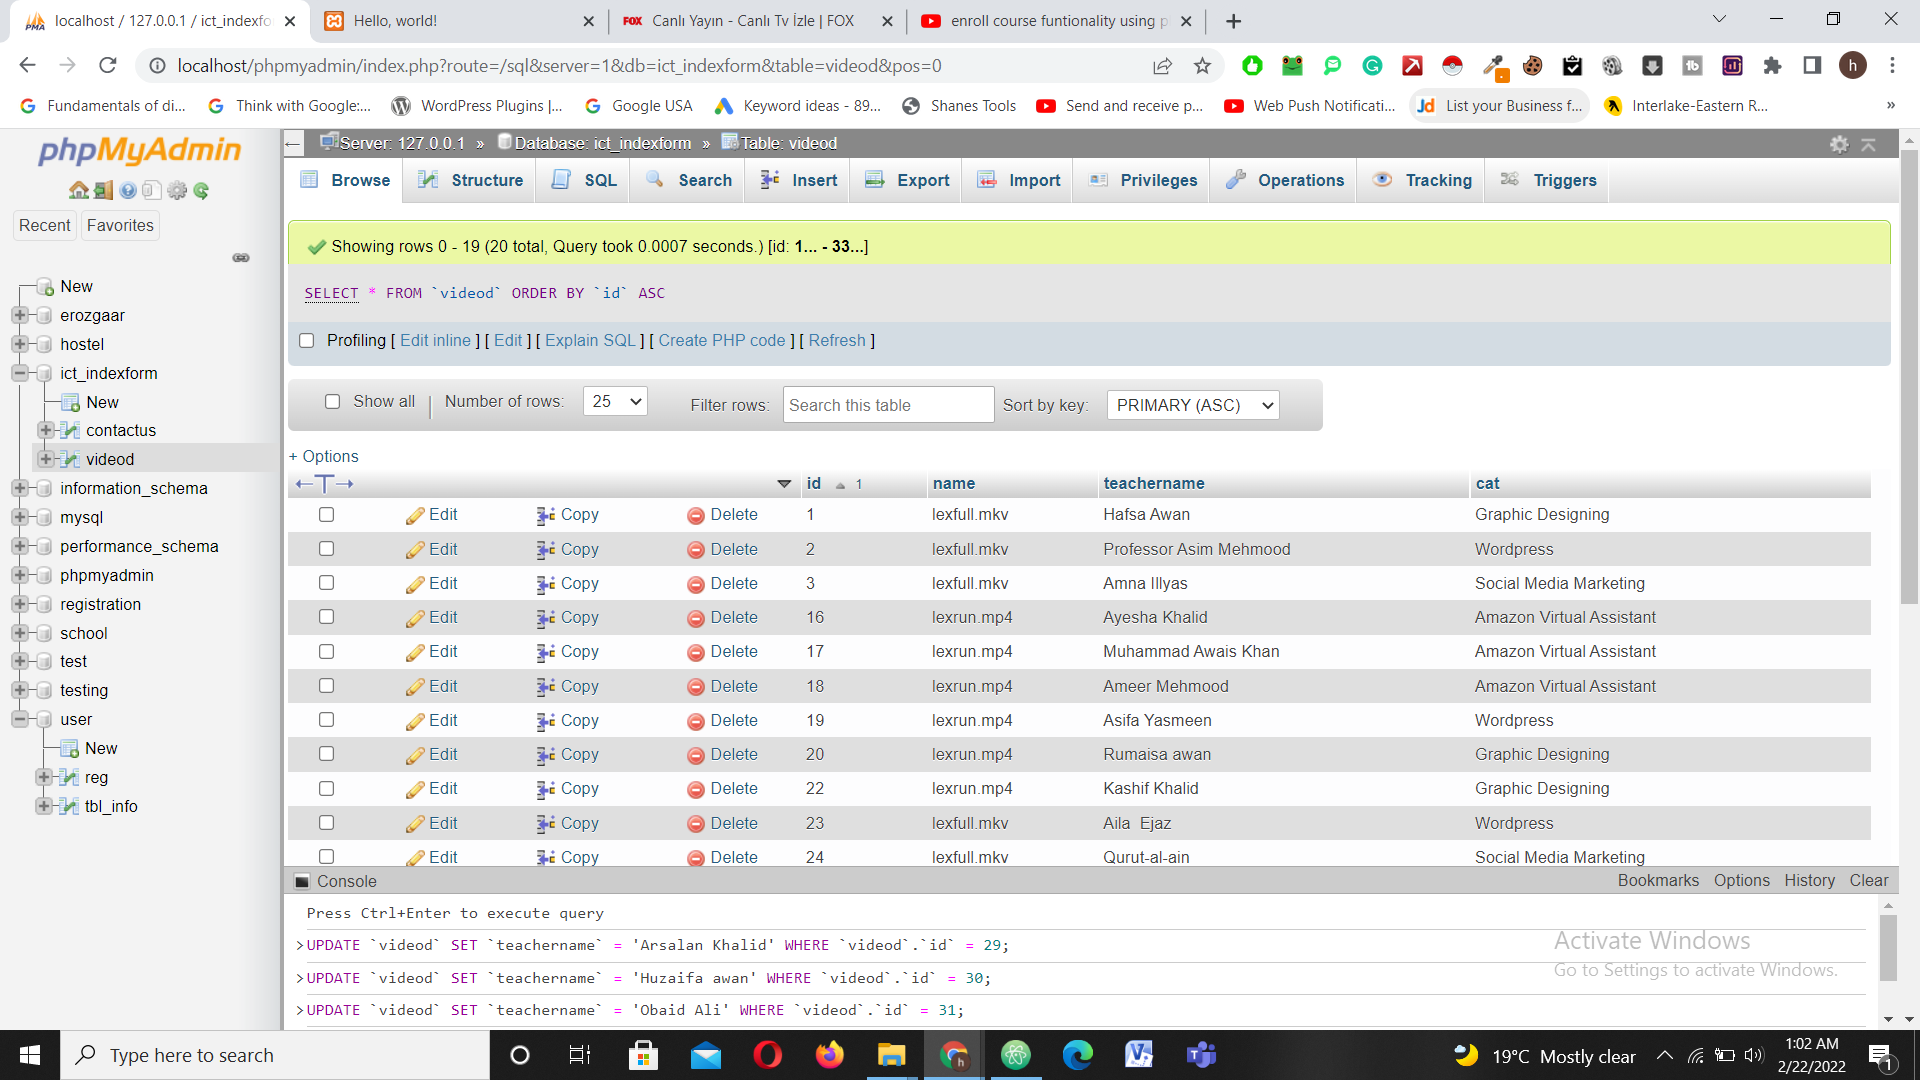 localhost / 127.0.0.1 / ict_indexfo
Hello, world!
FOX Canlı Yayın - Canlı Tv İzle | FOX
enroll course funtionality using p
localhost/phpmyadmin/index.php?route=/sql&server=1&db=ict_indexform&table=videod&pos=0
h
Fundamentals of di...
Think with Google:...
WordPress Plugins |...
Google USA
Keyword ideas - 89...
Shanes Tools
Send and receive p...
Web Push Notificati...
Jd List your Business f...
Interlake-Eastern R...
»
phpMyAdmin
Recent Favorites
New
erozgaar
hostel
ict_indexform
New
contactus
videod
information_schema
mysql
performance_schema
phpmyadmin
registration
school
test
testing
user
New
reg
tbl_info
Server: 127.0.0.1 » Database: ict_indexform » Table: videod
Browse Structure SQL Search Insert Export Import Privileges Operations Tracking Triggers
Showing rows 0 - 19 (20 total, Query took 0.0007 seconds.) [id: 1... - 33...]
SELECT * FROM `videod` ORDER BY `id` ASC
Profiling [ Edit inline ] [ Edit ] [ Explain SQL ] [ Create PHP code ] [ Refresh ]
Show all | Number of rows: 25 Filter rows: Search this table Sort by key: PRIMARY (ASC)
+ Options
←T→ id 1 name teachername cat
Edit Copy Delete 1 lexfull.mkv Hafsa Awan Graphic Designing
Edit Copy Delete 2 lexfull.mkv Professor Asim Mehmood Wordpress
Edit Copy Delete 3 lexfull.mkv Amna Illyas Social Media Marketing
Edit Copy Delete 16 lexrun.mp4 Ayesha Khalid Amazon Virtual Assistant
Edit Copy Delete 17 lexrun.mp4 Muhammad Awais Khan Amazon Virtual Assistant
Edit Copy Delete 18 lexrun.mp4 Ameer Mehmood Amazon Virtual Assistant
Edit Copy Delete 19 lexrun.mp4 Asifa Yasmeen Wordpress
Edit Copy Delete 20 lexrun.mp4 Rumaisa awan Graphic Designing
Edit Copy Delete 22 lexrun.mp4 Kashif Khalid Graphic Designing
Edit Copy Delete 23 lexfull.mkv Aila Ejaz Wordpress
Edit Copy Delete 24 lexfull.mkv Qurut-al-ain Social Media Marketing
Console Bookmarks Options History Clear
Press Ctrl+Enter to execute query
>UPDATE `videod` SET `teachername` = 'Arsalan Khalid' WHERE `videod`.`id` = 29;
>UPDATE `videod` SET `teachername` = 'Huzaifa awan' WHERE `videod`.`id` = 30;
>UPDATE `videod` SET `teachername` = 'Obaid Ali' WHERE `videod`.`id` = 31;
Activate Windows
Go to Settings to activate Windows.
Type here to search
19°C Mostly clear
1:02 AM
2/22/2022
1